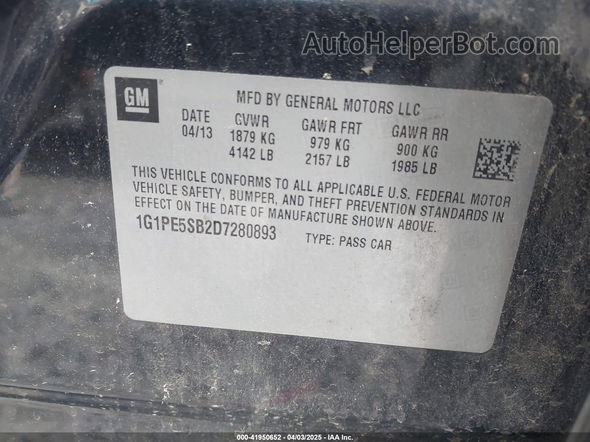 AutoHelperBot.com
GM
MFD BY GENERAL MOTORS LLC
DATE GVWR GAWR FRT GAWR RR
04/13 1879 KG 979 KG 900 KG
4142 LB 2157 LB 1985 LB
THIS VEHICLE CONFORMS TO ALL APPLICABLE U.S. FEDERAL MOTOR
VEHICLE SAFETY, BUMPER, AND THEFT PREVENTION STANDARDS IN
EFFECT ON THE DATE OF MANUFACTURE SHOWN ABOVE.
1G1PE5SB2D7280893 TYPE: PASS CAR
000-41950652 - 04/03/2025 - IAA Inc.